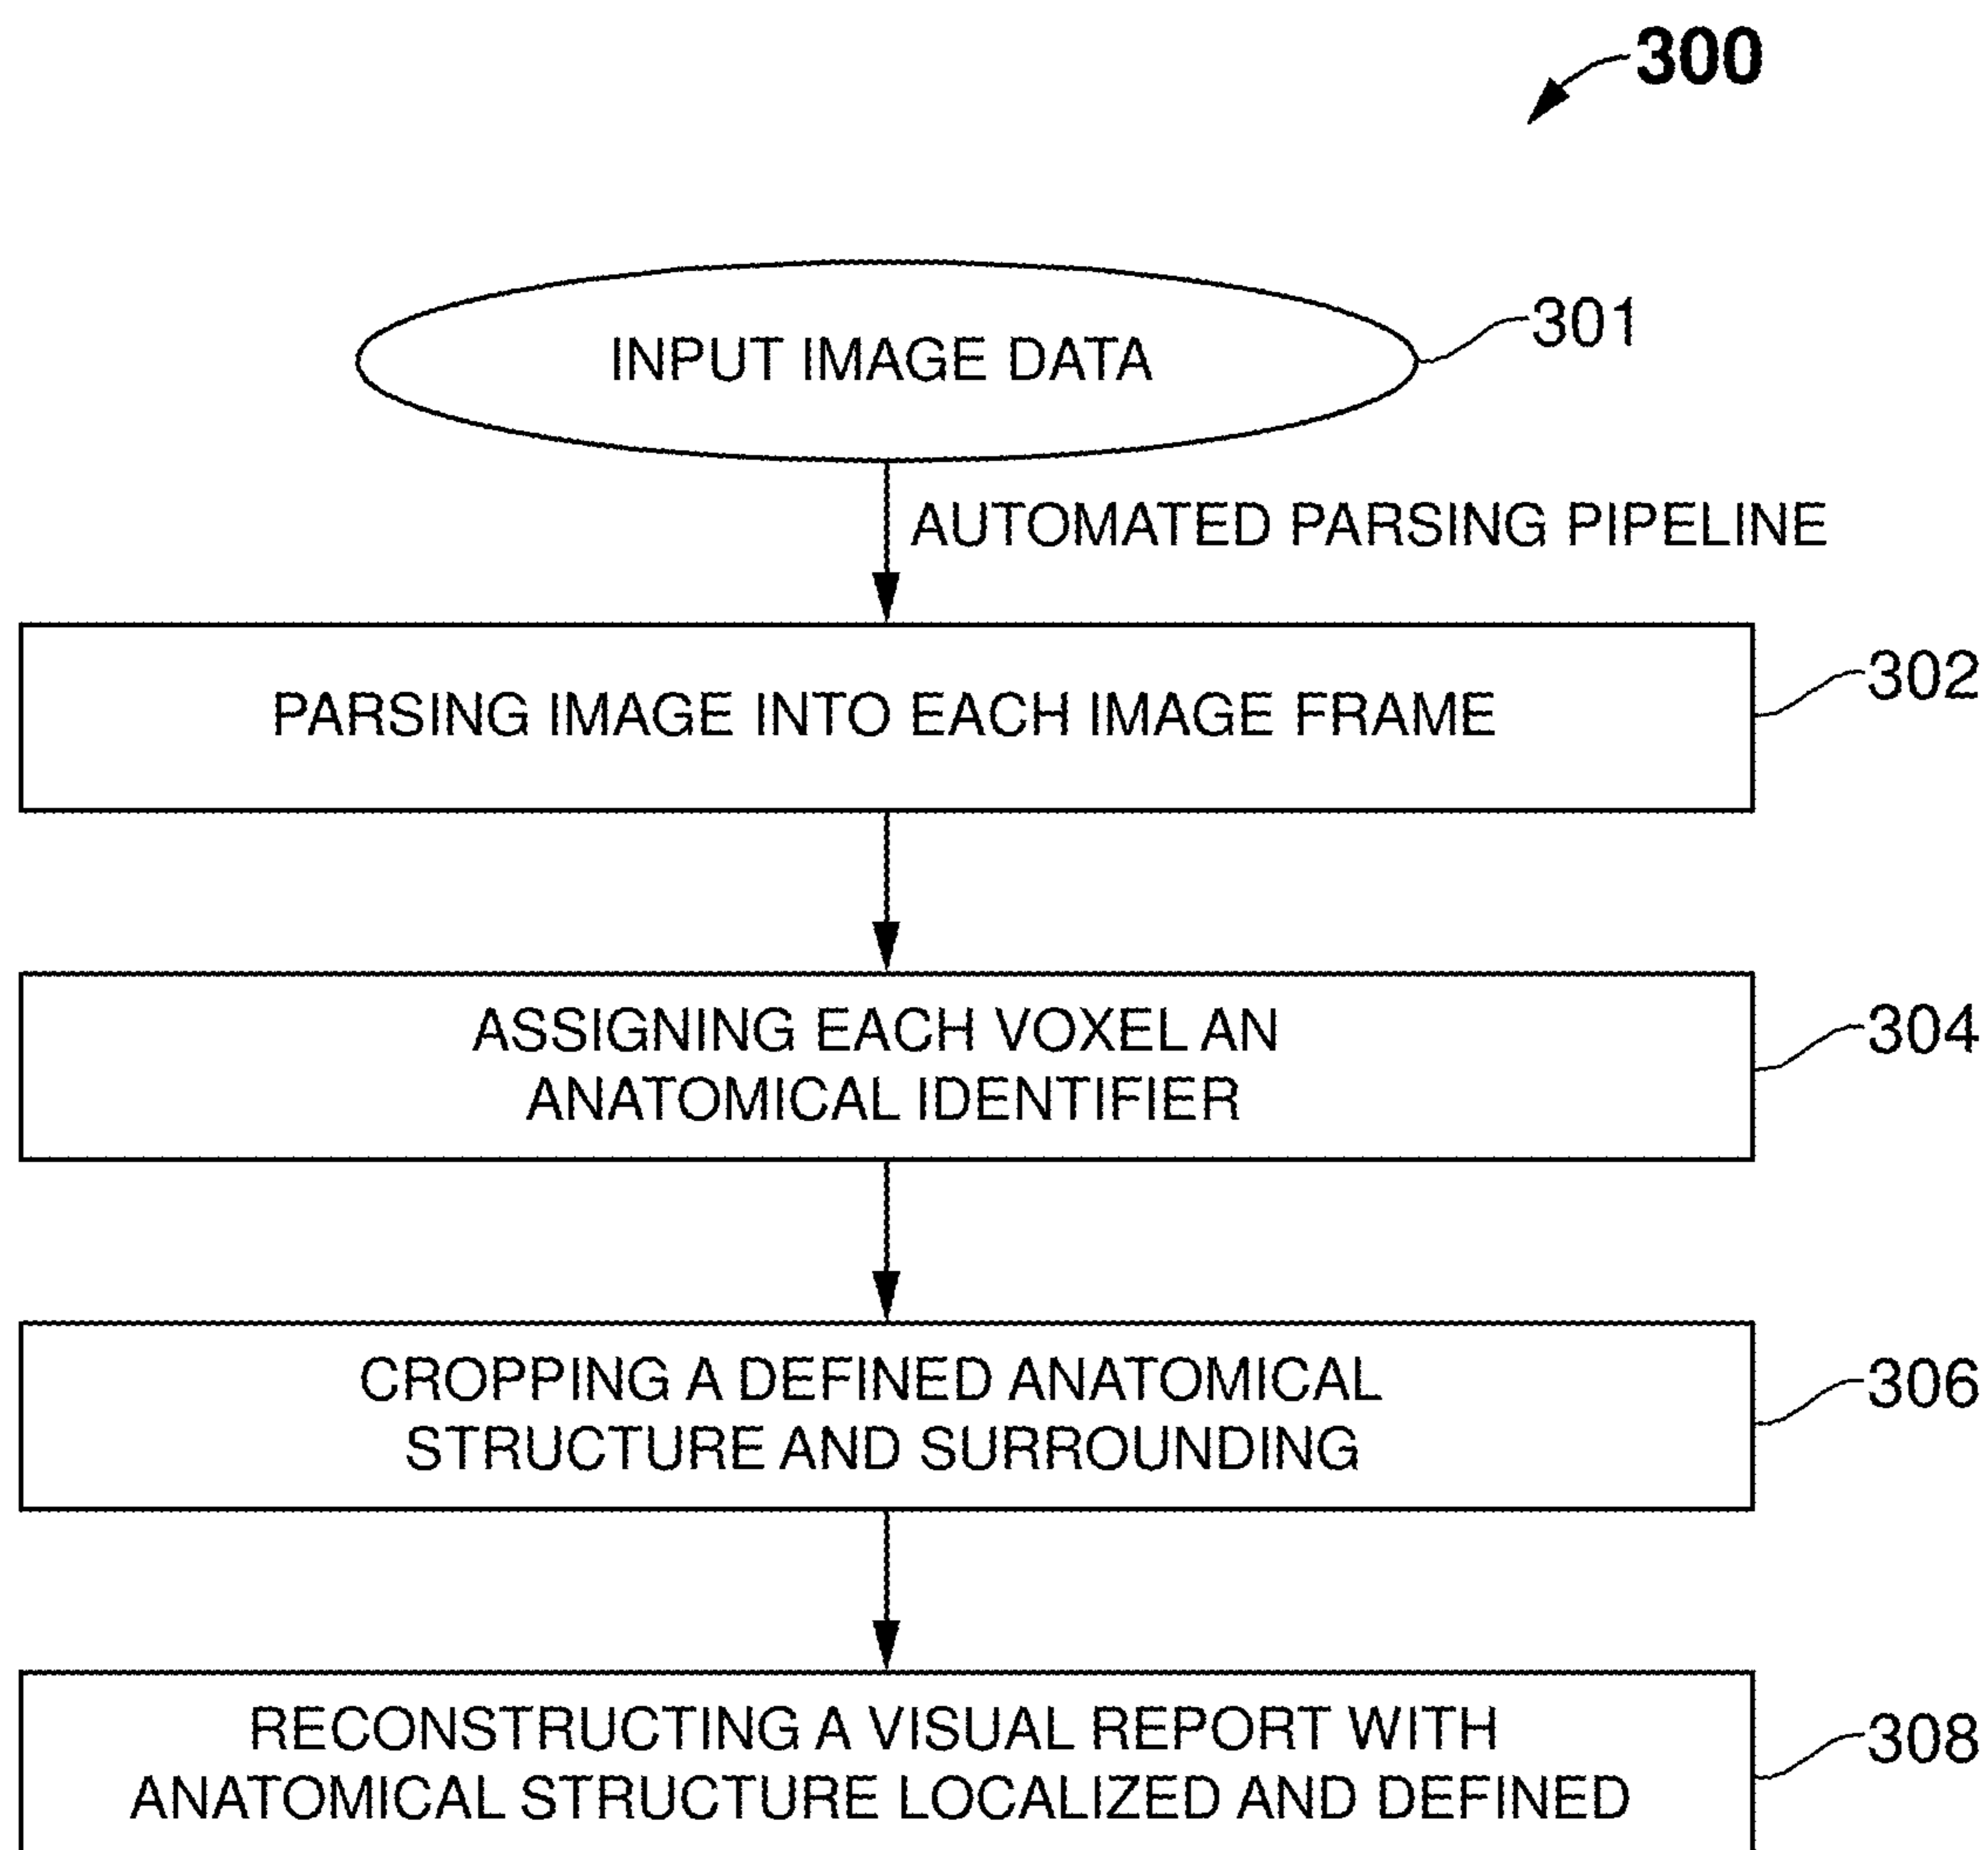 300
INPUT IMAGE DATA
301
AUTOMATED PARSING PIPELINE
PARSING IMAGE INTO EACH IMAGE FRAME
302
ASSIGNING EACH VOXEL AN
ANATOMICAL IDENTIFIER
304
CROPPING A DEFINED ANATOMICAL
STRUCTURE AND SURROUNDING
306
RECONSTRUCTING A VISUAL REPORT WITH
ANATOMICAL STRUCTURE LOCALIZED AND DEFINED
308